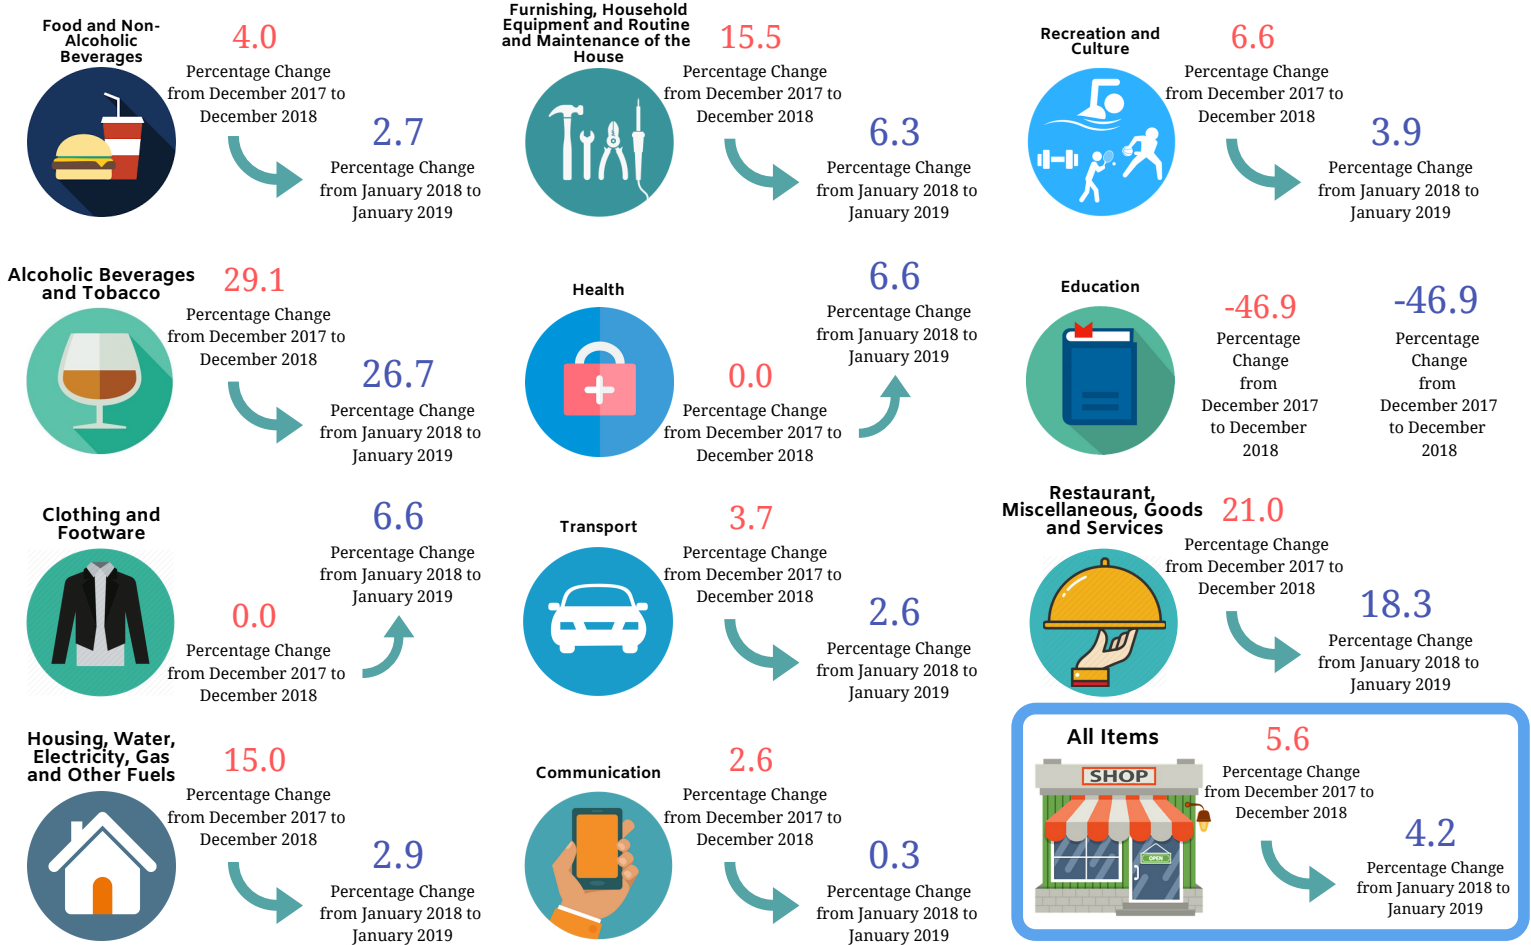 Food and Non-
Alcoholic
Beverages
4.0
Percentage Change
from December 2017 to
December 2018
2.7
Percentage Change
from January 2018 to
January 2019
Furnishing, Household
Equipment and Routine
and Maintenance of the
House
15.5
Percentage Change
from December 2017 to
December 2018
6.3
Percentage Change
from January 2018 to
January 2019
Recreation and
Culture
6.6
Percentage Change
from December 2017 to
December 2018
3.9
Percentage Change
from January 2018 to
January 2019
Alcoholic Beverages
and Tobacco
29.1
Percentage Change
from December 2017 to
December 2018
26.7
Percentage Change
from January 2018 to
January 2019
Health
0.0
Percentage Change
from December 2017 to
December 2018
6.6
Percentage Change
from January 2018 to
January 2019
Education
-46.9
Percentage
Change
from
December 2017
to December
2018
-46.9
Percentage
Change
from
December 2017
to December
2018
Clothing and
Footware
0.0
Percentage Change
from December 2017 to
December 2018
6.6
Percentage Change
from January 2018 to
January 2019
Transport
3.7
Percentage Change
from December 2017 to
December 2018
2.6
Percentage Change
from January 2018 to
January 2019
Restaurant,
Miscellaneous, Goods
and Services
21.0
Percentage Change
from December 2017 to
December 2018
18.3
Percentage Change
from January 2018 to
January 2019
Housing, Water,
Electricity, Gas
and Other Fuels
15.0
Percentage Change
from December 2017 to
December 2018
2.9
Percentage Change
from January 2018 to
January 2019
Communication
2.6
Percentage Change
from December 2017 to
December 2018
0.3
Percentage Change
from January 2018 to
January 2019
All Items
SHOP
OPEN
5.6
Percentage Change
from December 2017 to
December 2018
4.2
Percentage Change
from January 2018 to
January 2019